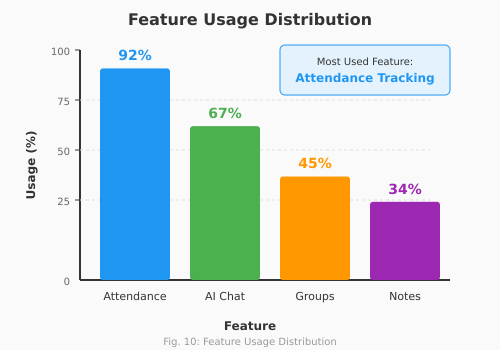 Feature Usage Distribution
Most Used Feature:
Attendance Tracking
Usage (%)
100
75
50
25
0
92%
67%
45%
34%
Attendance
AI Chat
Groups
Notes
Feature
Fig. 10: Feature Usage Distribution